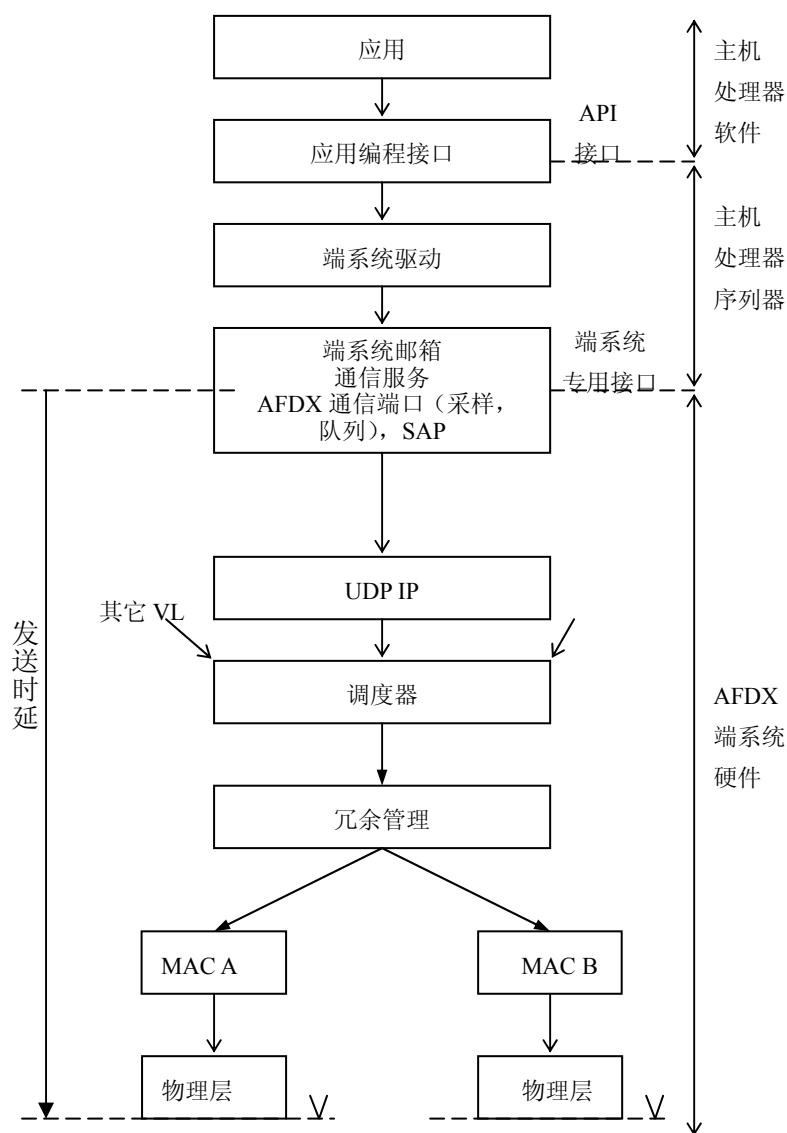 应用
主机
处理器
软件
API
接口
应用编程接口
主机
处理器
序列器
端系统驱动
端系统
专用接口
端系统邮箱
通信服务
AFDX 通信端口（采样，
队列），SAP
UDP IP
其它 VL
发送时延
调度器
AFDX
端系统
硬件
冗余管理
MAC A
MAC B
物理层
物理层